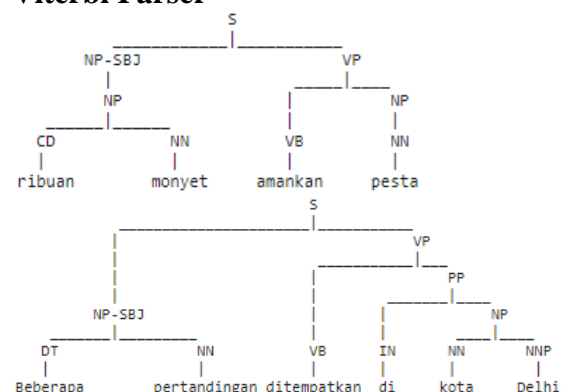 Viterbi Parser
S
NP-SBJ VP
NP NP
CD NN VB NN
ribuan monyet amankan pesta
S
VP
PP
NP-SBJ NP
DT NN VB IN NN NNP
Beberapa pertandingan ditempatkan di kota Delhi